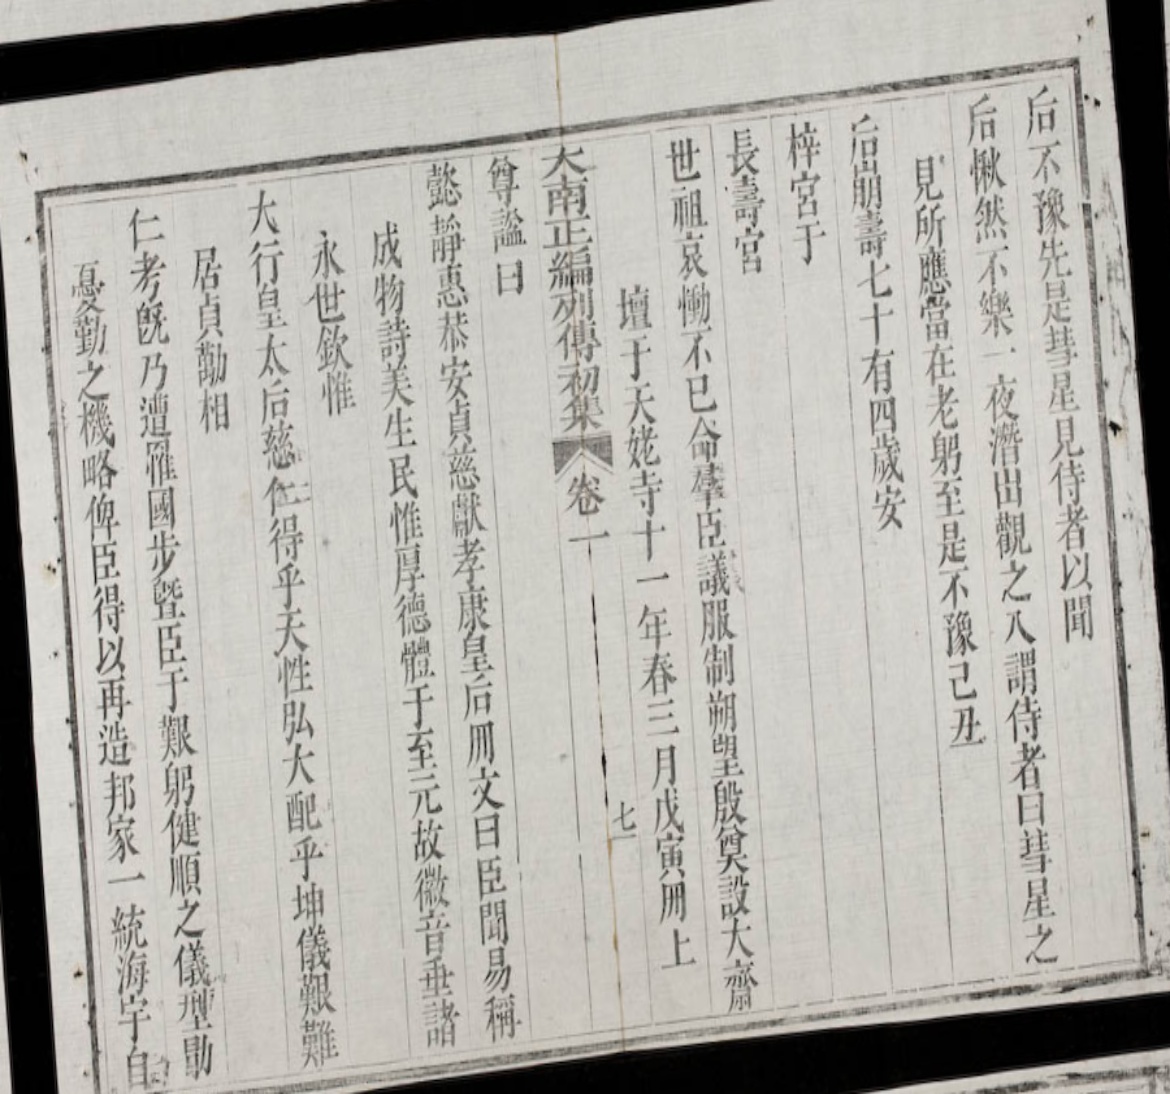 后不豫先是彗星見侍者以聞
后愀然不樂一夜潛出觀之入謂侍者曰彗星之
見所應當在老躬至是不豫己丑
后崩壽七十有四歲安
梓宮于
長壽宮
世祖哀慟不已命羣臣議服制朔望殷奠設大齋
壇于天姥寺十一年春三月戊寅冊上
大南正編列傳初集 卷一 七
尊謚曰
懿靜惠恭安貞慈獻孝康皇后冊文曰臣聞易稱
成物詩美生民惟厚德體于至元故徽音垂諸
永世欽惟
大行皇太后慈仁得乎天性弘大配乎坤儀艱難
居貞勷相
仁考旣乃遭罹國步曁臣于艱躬健順之儀型勖
憂勤之機略俾臣得以再造邦家一統海宇自